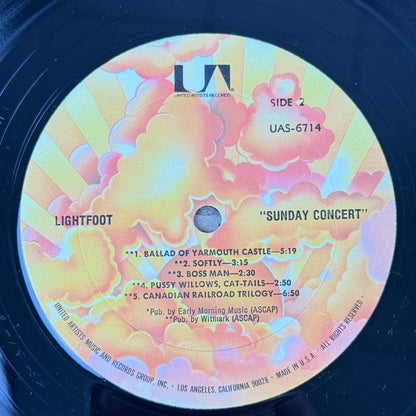 UA
UNITED ARTISTS RECORDS
SIDE 2
UAS-6714
LIGHTFOOT
"SUNDAY CONCERT"
**1. BALLAD OF YARMOUTH CASTLE—5:19
**2. SOFTLY—3:15
**3. BOSS MAN—2:30
**4. PUSSY WILLOWS, CAT-TAILS—2:50
*5. CANADIAN RAILROAD TRILOGY—6:50
*Pub. by Early Morning Music (ASCAP)
**Pub. by Witmark (ASCAP)
UNITED ARTISTS MUSIC AND RECORDS GROUP, INC. • LOS ANGELES, CALIFORNIA 90028 • MADE IN U.S.A. • ALL RIGHTS RESERVED.